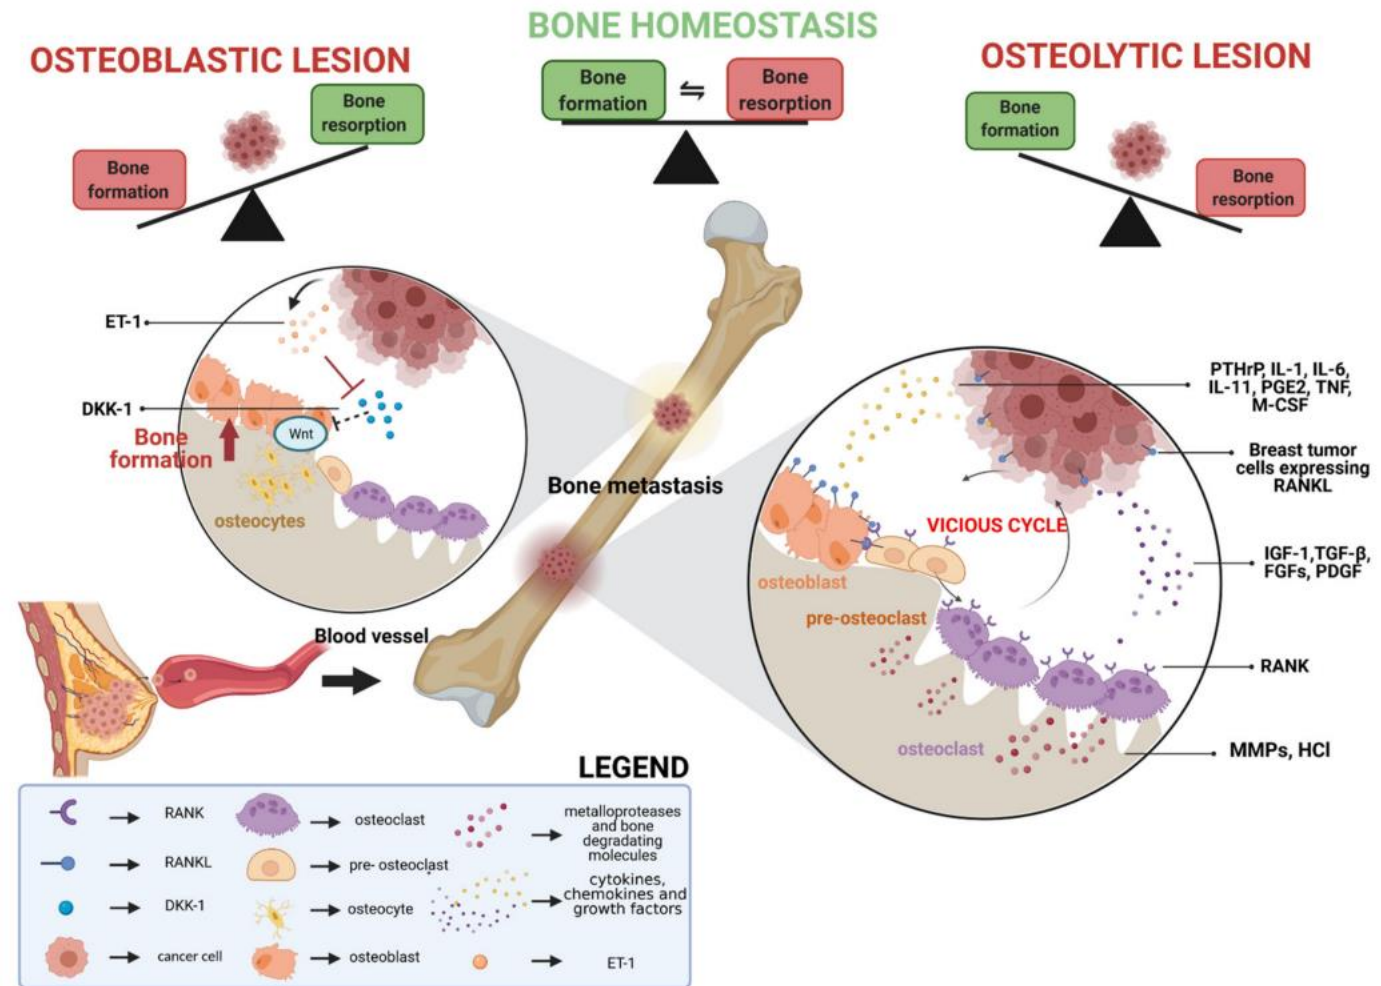 BONE HOMEOSTASIS
OSTEOBLASTIC LESION
OSTEOLYTIC LESION
Bone
formation
Bone
resorption
Bone
formation
⇋
Bone
resorption
Bone
formation
Bone
resorption
ET-1
DKK-1
Bone
formation
Wnt
osteocytes
Bone metastasis
Blood vessel
PTHrP, IL-1, IL-6,
IL-11, PGE2, TNF,
M-CSF
Breast tumor
cells expressing
RANKL
VICIOUS CYCLE
IGF-1,TGF-β,
FGFs, PDGF
osteoblast
pre-osteoclast
RANK
osteoclast
MMPs, HCl
LEGEND
RANK
RANKL
DKK-1
cancer cell
osteoclast
pre- osteoclast
osteocyte
osteoblast
metalloproteases
and bone
degrading
molecules
cytokines,
chemokines and
growth factors
ET-1